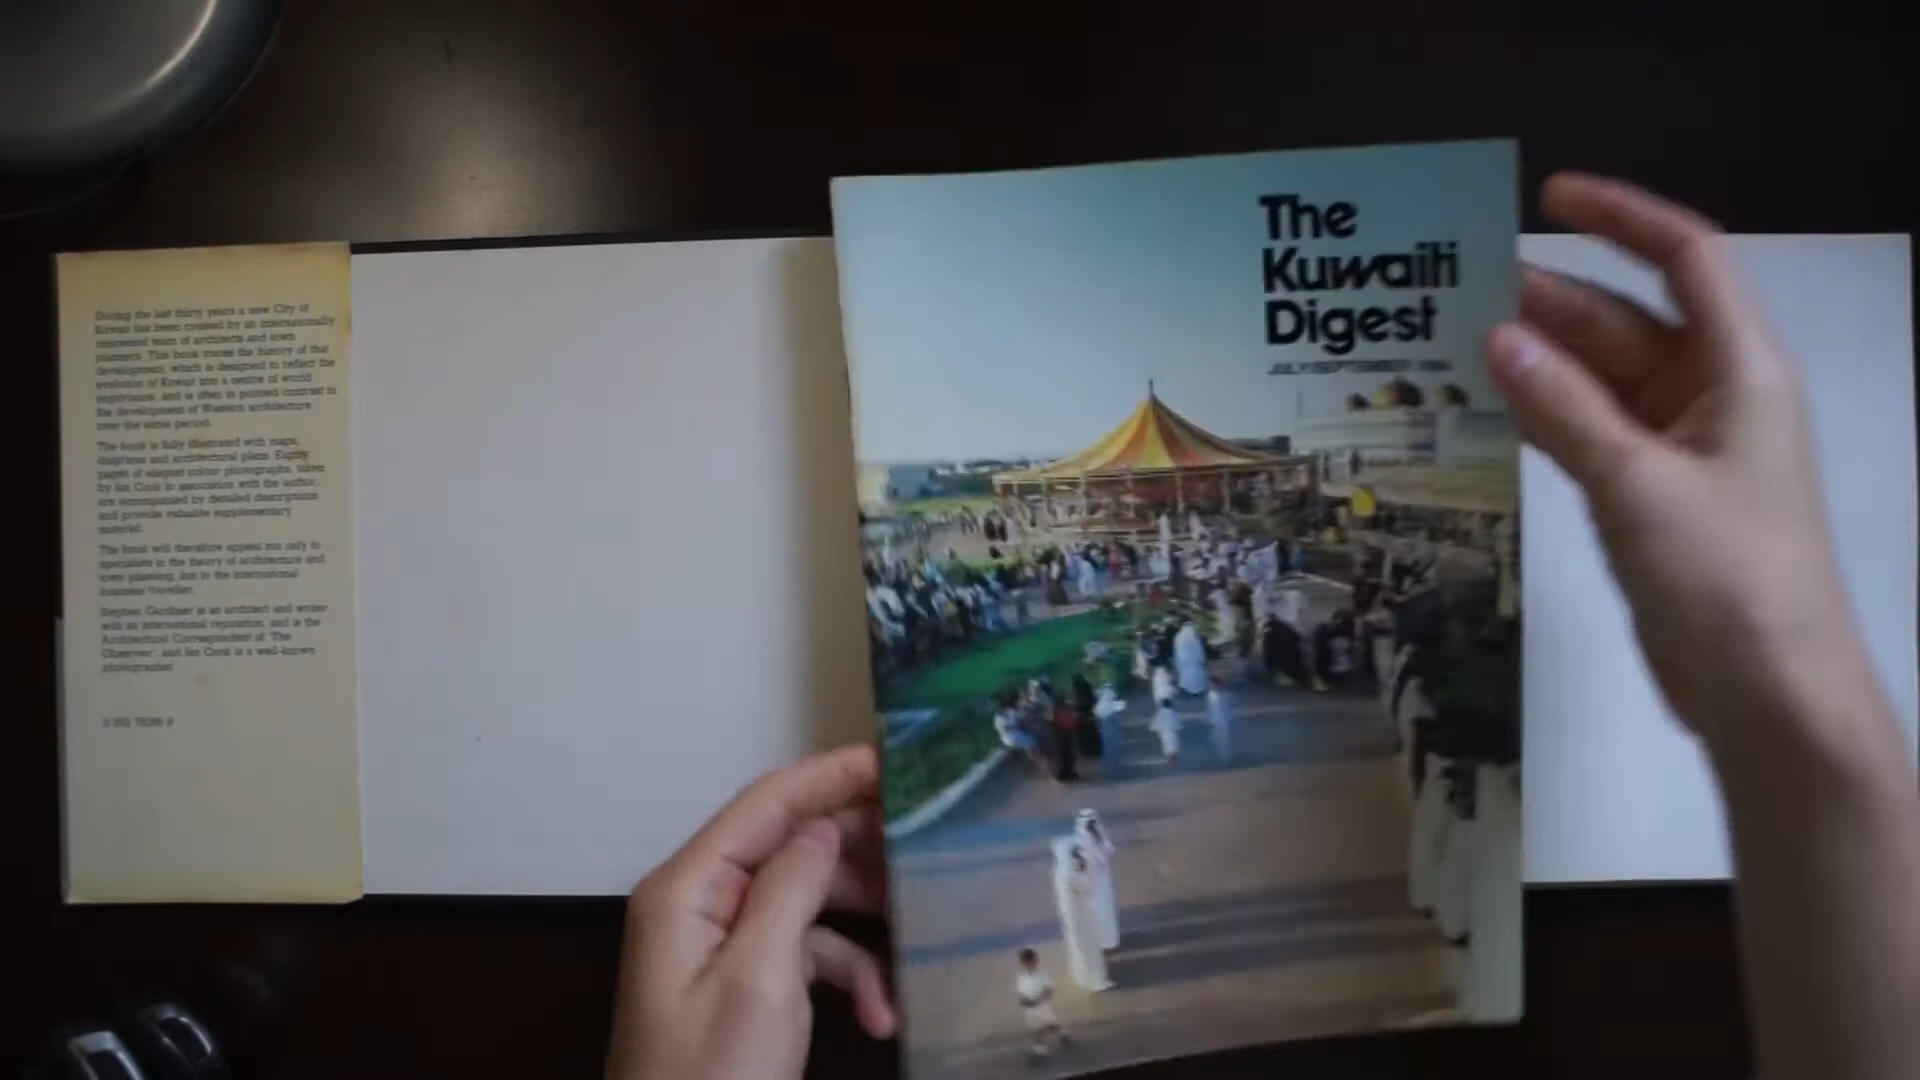 During the last thirty years a new City of
Kuwait has been created by an internationally
renowned team of architects and town
planners. This book traces the history of that
development, which is designed to reflect the
evolution of Kuwait into a centre of world
importance, and is often in pointed contrast to
the development of Western architecture
over the same period.
The book is fully illustrated with maps,
diagrams and architectural plans. Eighty
pages of elegant colour photographs, taken
by Ian Cook in association with the author,
are accompanied by detailed descriptions
and provide valuable supplementary
material.
The book will therefore appeal not only to
specialists in the theory of architecture and
town planning, but to the international
business traveller.
Stephen Gardiner is an architect and writer
with an international reputation, and is the
Architectural Correspondent of 'The
Observer', and Ian Cook is a well-known
photographer.
The
Kuwaiti
Digest
JULY/SEPTEMBER